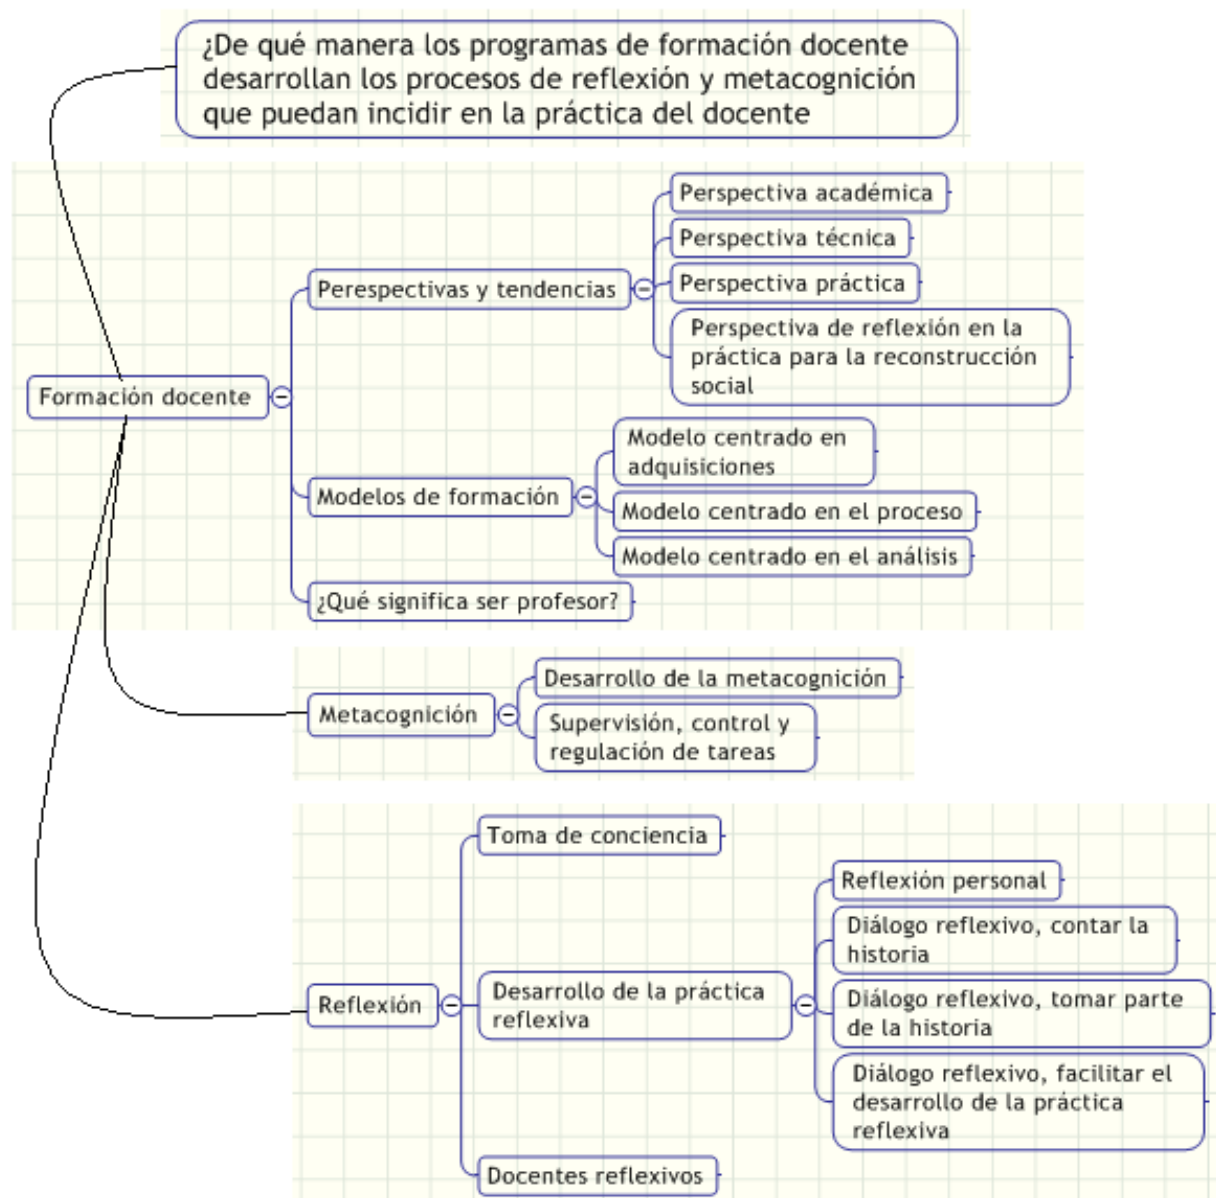 ¿De qué manera los programas de formación docente
desarrollan los procesos de reflexión y metacognición
que puedan incidir en la práctica del docente
Formación docente
Perespectivas y tendencias
Perspectiva académica
Perspectiva técnica
Perspectiva práctica
Perspectiva de reflexión en la
práctica para la reconstrucción
social
Modelos de formación
Modelo centrado en
adquisiciones
Modelo centrado en el proceso
Modelo centrado en el análisis
¿Qué significa ser profesor?
Metacognición
Desarrollo de la metacognición
Supervisión, control y
regulación de tareas
Reflexión
Toma de conciencia
Desarrollo de la práctica
reflexiva
Reflexión personal
Diálogo reflexivo, contar la
historia
Diálogo reflexivo, tomar parte
de la historia
Diálogo reflexivo, facilitar el
desarrollo de la práctica
reflexiva
Docentes reflexivos